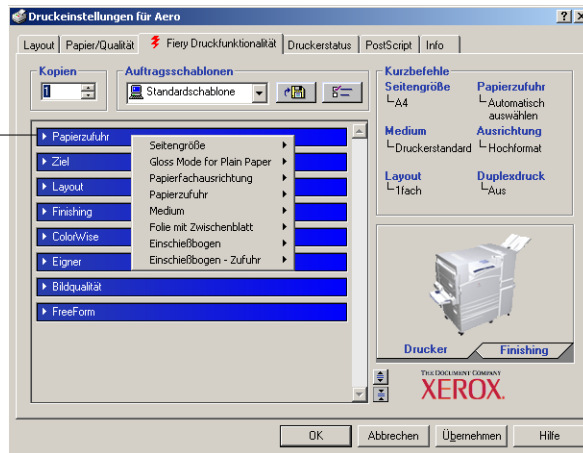 Druckeinstellungen für Aero
Layout Papier/Qualität Fiery Druckfunktionalität Druckerstatus PostScript Info
Kopien
1
Auftragsschablonen
Standardschablone
Papierzufuhr
Ziel
Layout
Finishing
ColorWise
Eigner
Bildqualität
FreeForm
Seitengröße
Gloss Mode for Plain Paper
Papierfachausrichtung
Papierzufuhr
Medium
Folie mit Zwischenblatt
Einschießbogen
Einschießbogen - Zufuhr
Kurzbefehle
Seitengröße
A4
Papierzufuhr
Automatisch
auswählen
Medium
Druckerstandard
Ausrichtung
Hochformat
Layout
1fach
Duplexdruck
Aus
Drucker
Finishing
THE DOCUMENT COMPANY
XEROX.
OK
Abbrechen
Übernehmen
Hilfe